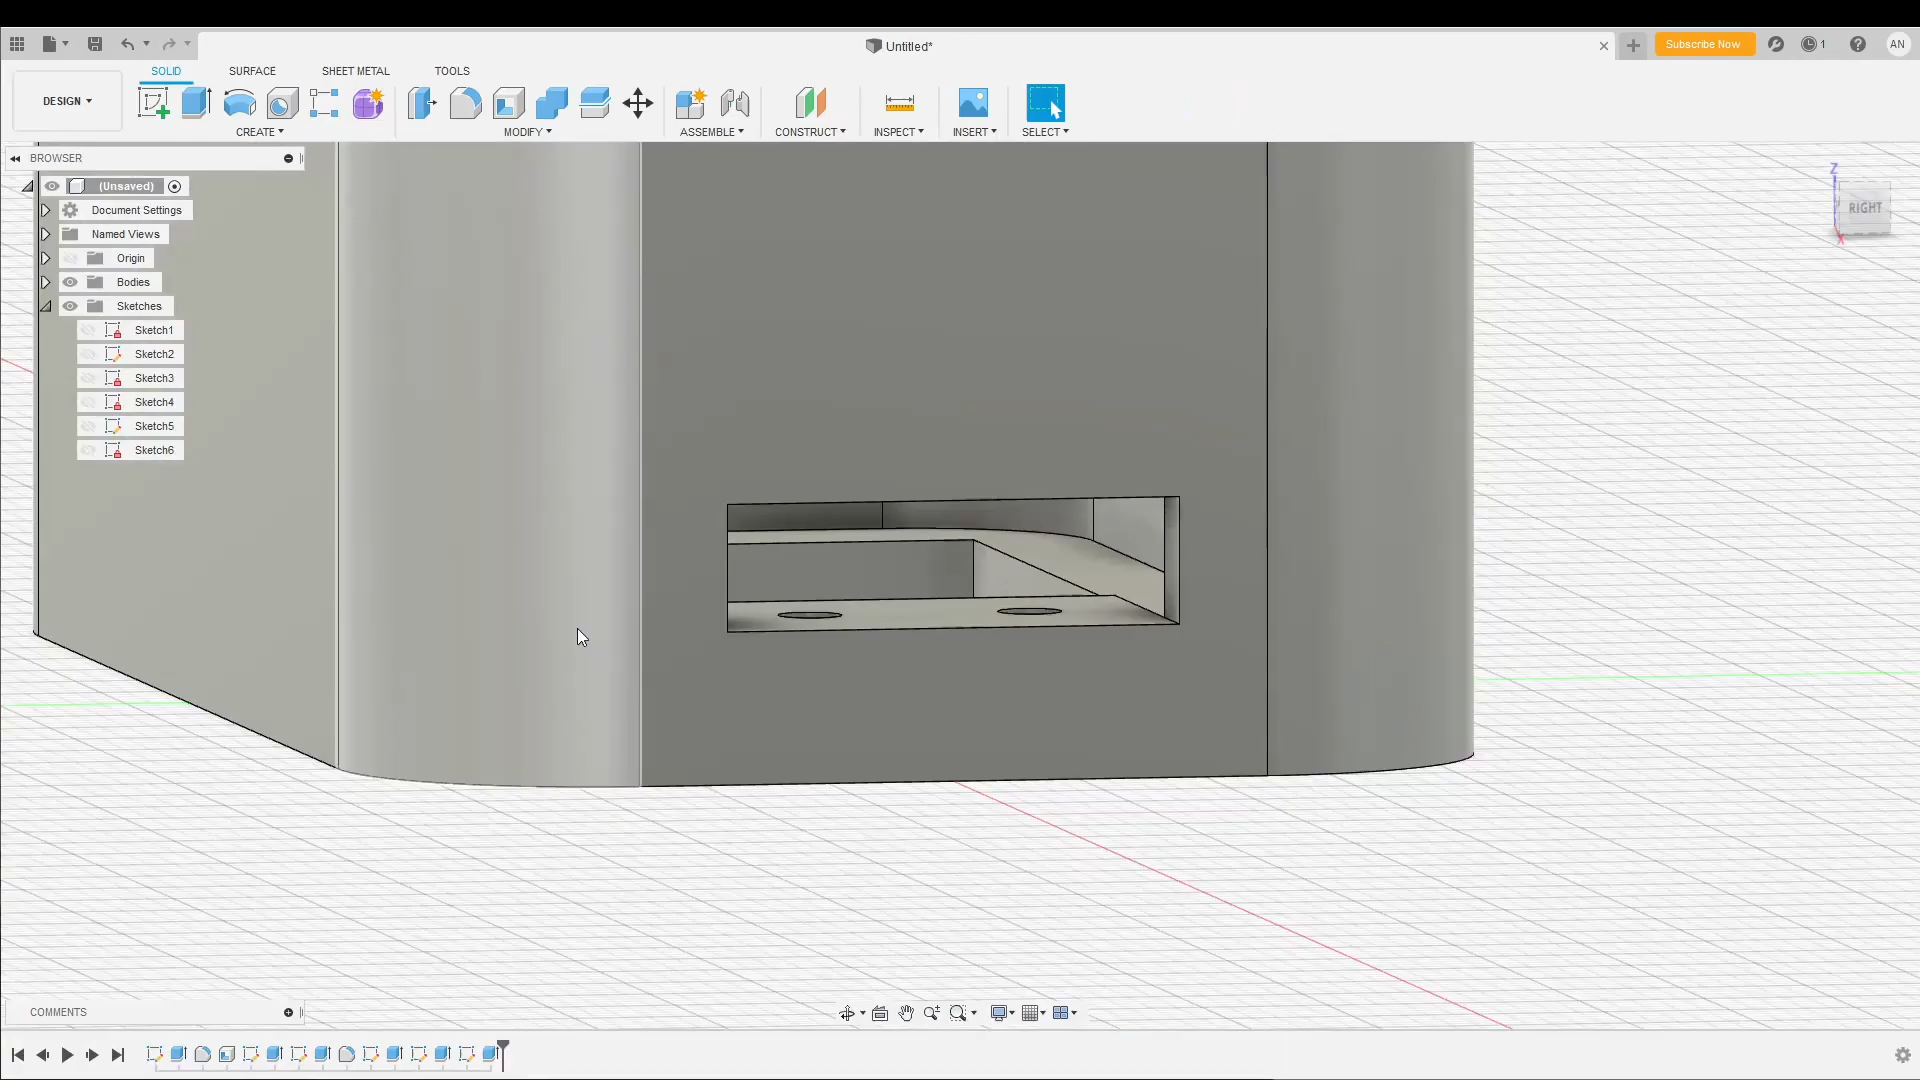 Untitled*
Subscribe Now
1
AN
DESIGN
SOLID
SURFACE
SHEET METAL
TOOLS
CREATE
MODIFY
ASSEMBLE
CONSTRUCT
INSPECT
INSERT
SELECT
BROWSER
(Unsaved)
Document Settings
Named Views
Origin
Bodies
Sketches
Sketch1
Sketch2
Sketch3
Sketch4
Sketch5
Sketch6
Z
RIGHT
X
COMMENTS